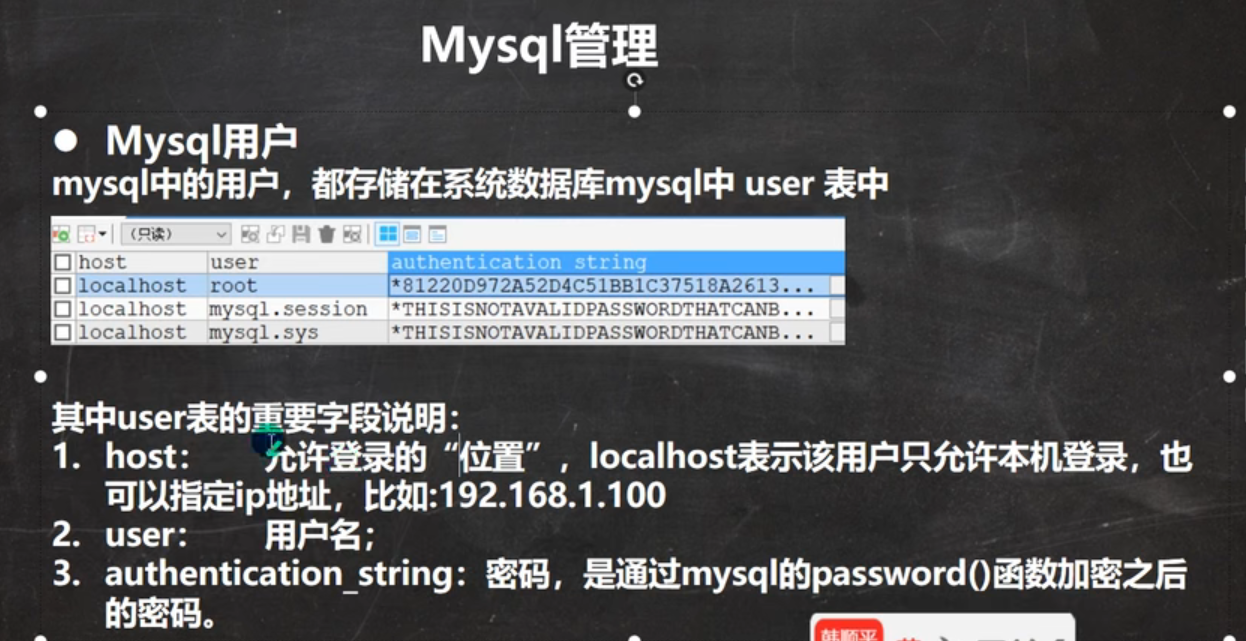 Mysql管理
● Mysql用户
mysql中的用户，都存储在系统数据库mysql中 user 表中
(只读)
host user authentication string
localhost root *81220D972A52D4C51BB1C37518A2613...
localhost mysql.session *THISISNOTAVALIDPASSWORDTHATCANB...
localhost mysql.sys *THISISNOTAVALIDPASSWORDTHATCANB...
其中user表的重要字段说明：
1. host： 允许登录的“位置”，localhost表示该用户只允许本机登录，也
可以指定ip地址，比如:192.168.1.100
2. user： 用户名；
3. authentication_string：密码，是通过mysql的password()函数加密之后
的密码。
韩顺平